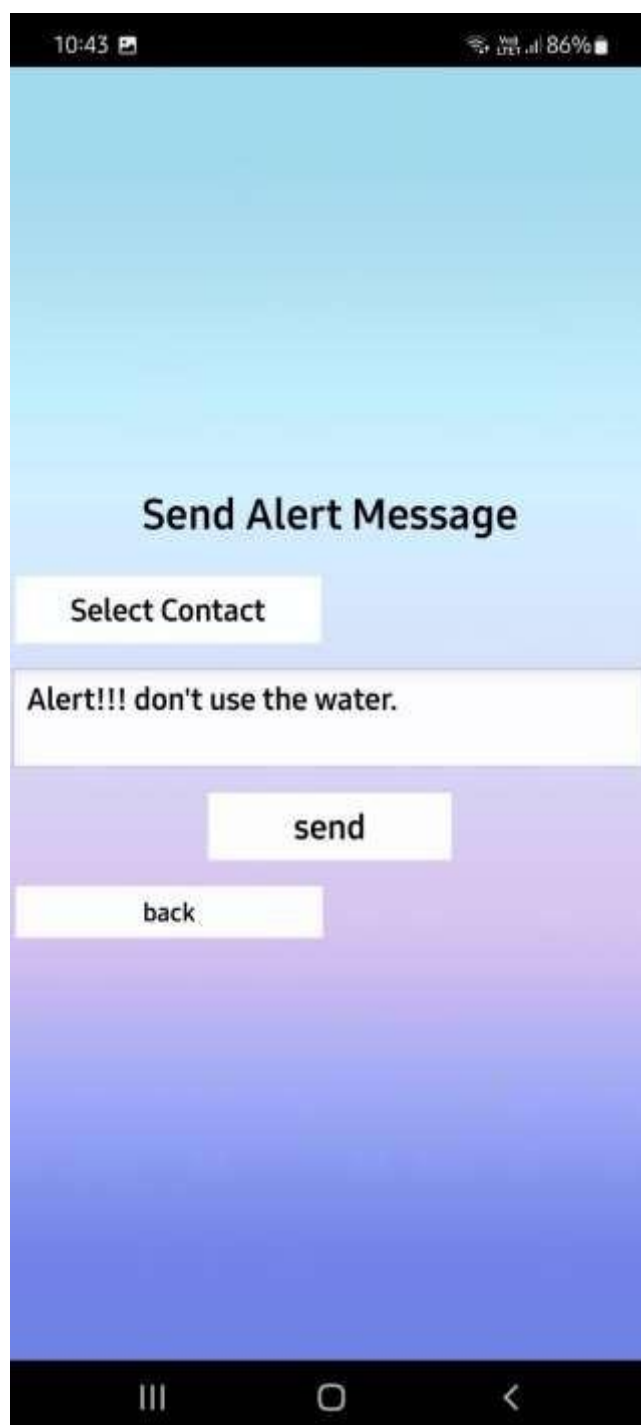 10:43 86%
Send Alert Message
Select Contact
Alert!!! don't use the water.
send
back